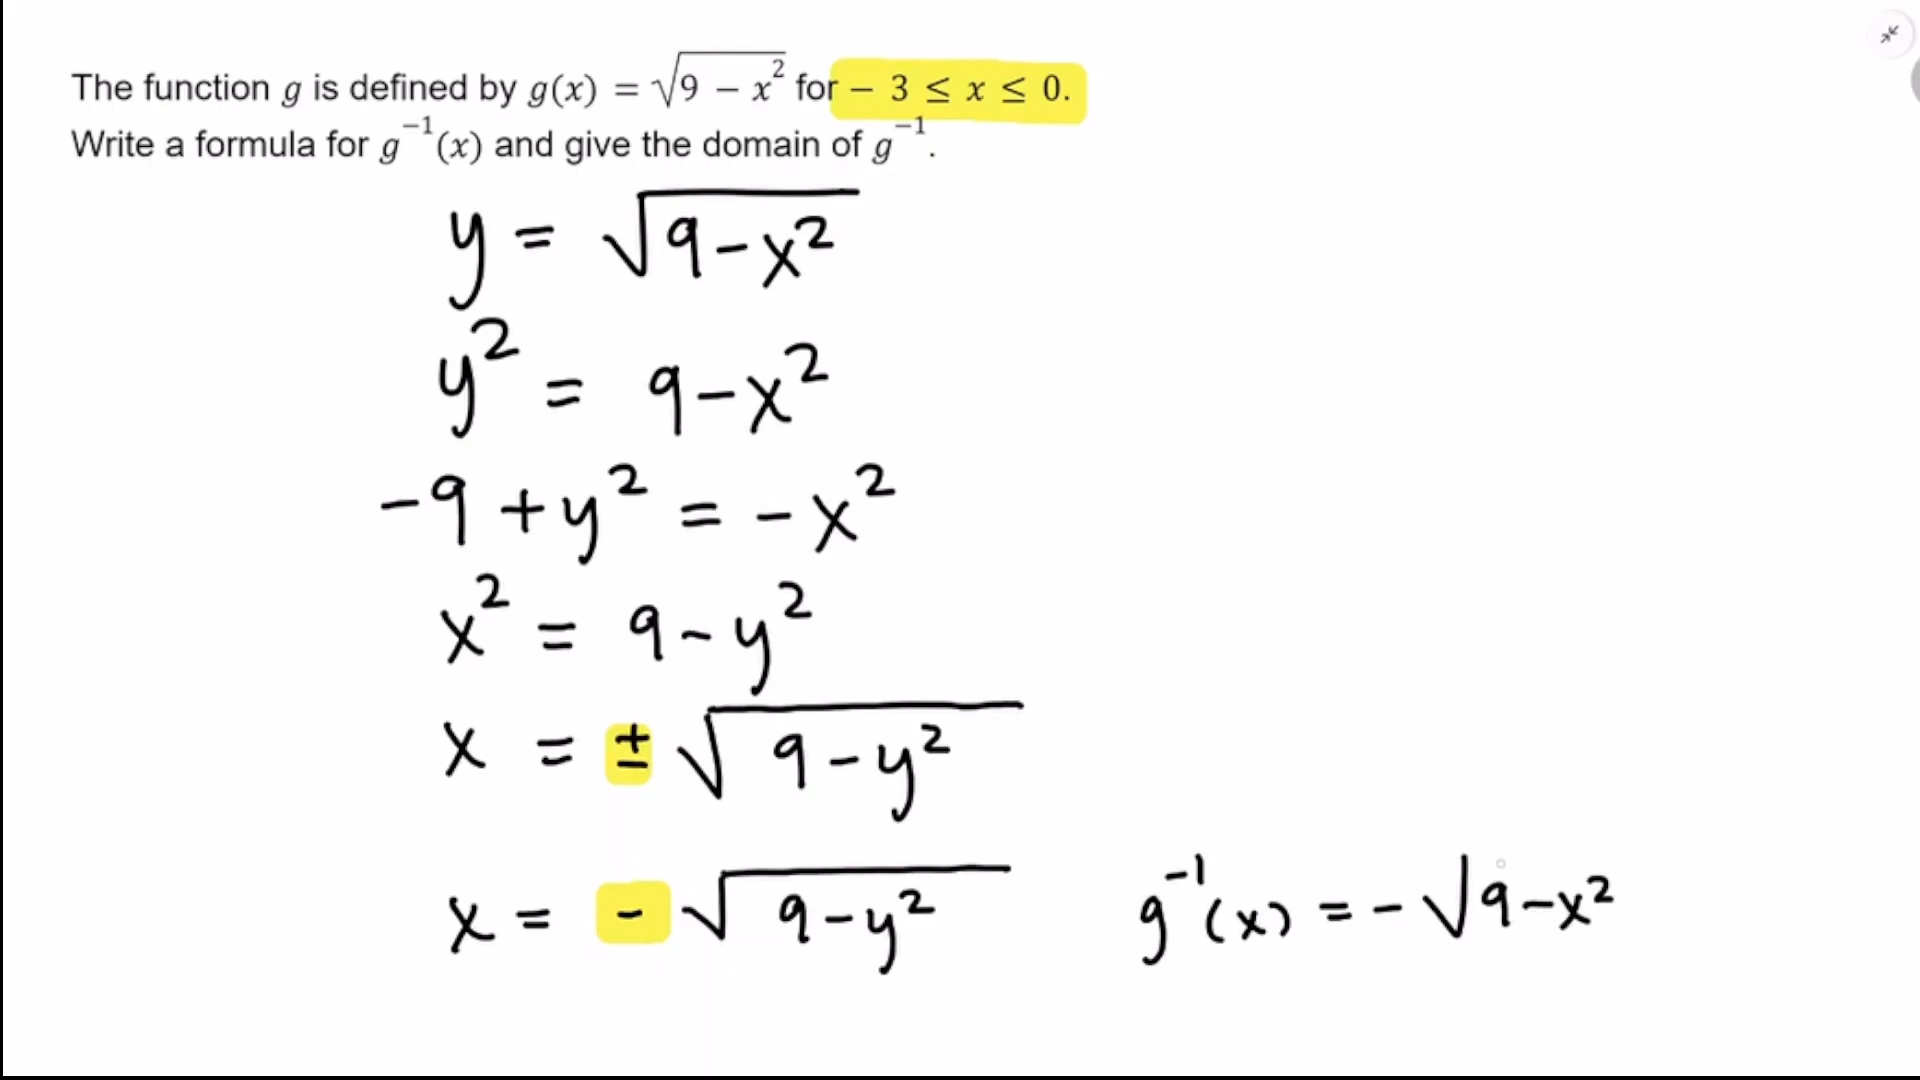 The function g is defined by g(x) = √(9 − x²) for − 3 ≤ x ≤ 0.
Write a formula for g⁻¹(x) and give the domain of g⁻¹.
y = √(9-x²)
y² = 9-x²
-9 + y² = -x²
x² = 9-y²
x = ± √(9-y²)
x = - √(9-y²)
g⁻¹(x) = - √(9-x²)